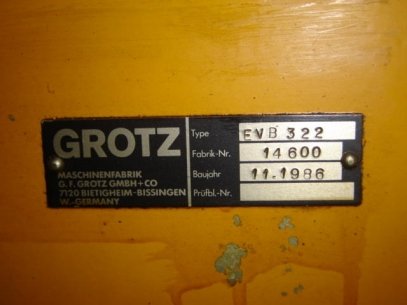 GROTZ
MASCHINENFABRIK
G.F. GROTZ GMBH+CO
7120 BIETIGHEIM-BISSINGEN
W.-GERMANY
Type EVB 322
Fabrik-Nr. 14600
Baujahr 11.1986
Prüfbl.-Nr.